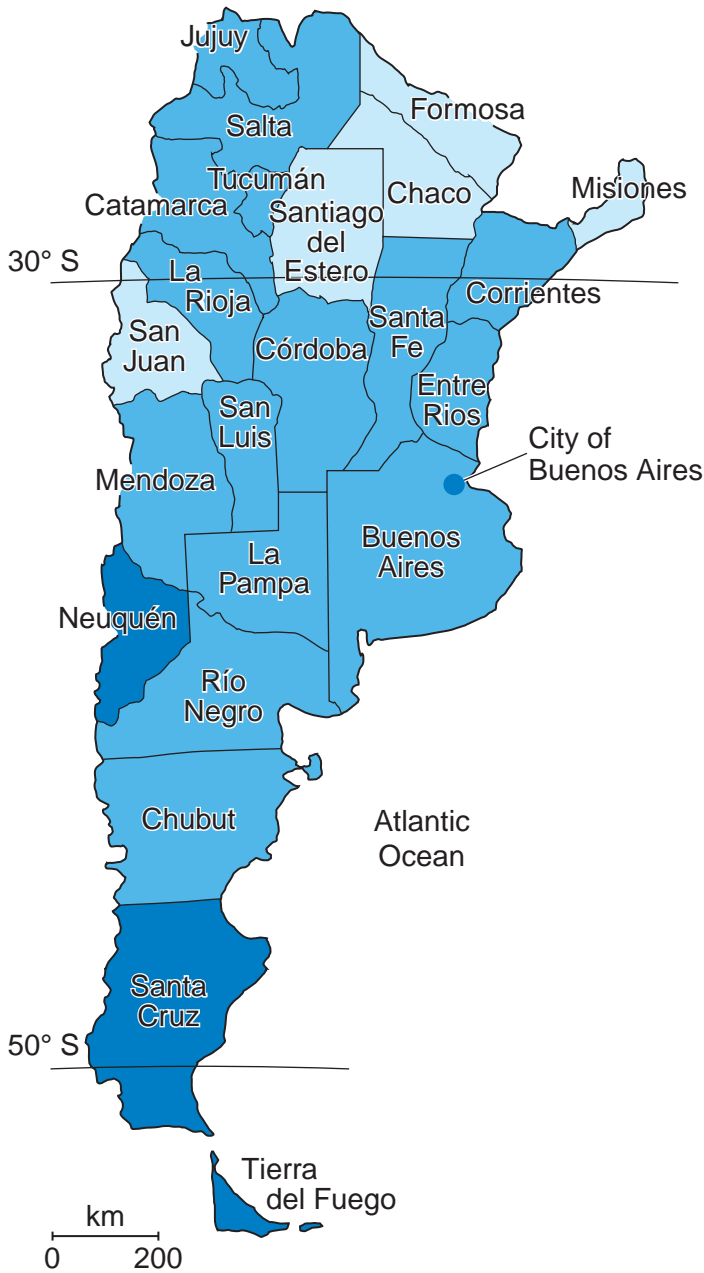 Jujuy
Formosa
Salta
Tucumán
Chaco
Misiones
Catamarca
Santiago
del
Estero
30° S
La
Rioja
Corrientes
San
Juan
Córdoba
Santa
Fe
Entre
Rios
San
Luis
City of
Buenos Aires
Mendoza
Buenos
Aires
La
Pampa
Neuquén
Río
Negro
Chubut
Atlantic
Ocean
Santa
Cruz
50° S
Tierra
del Fuego
km
0 200